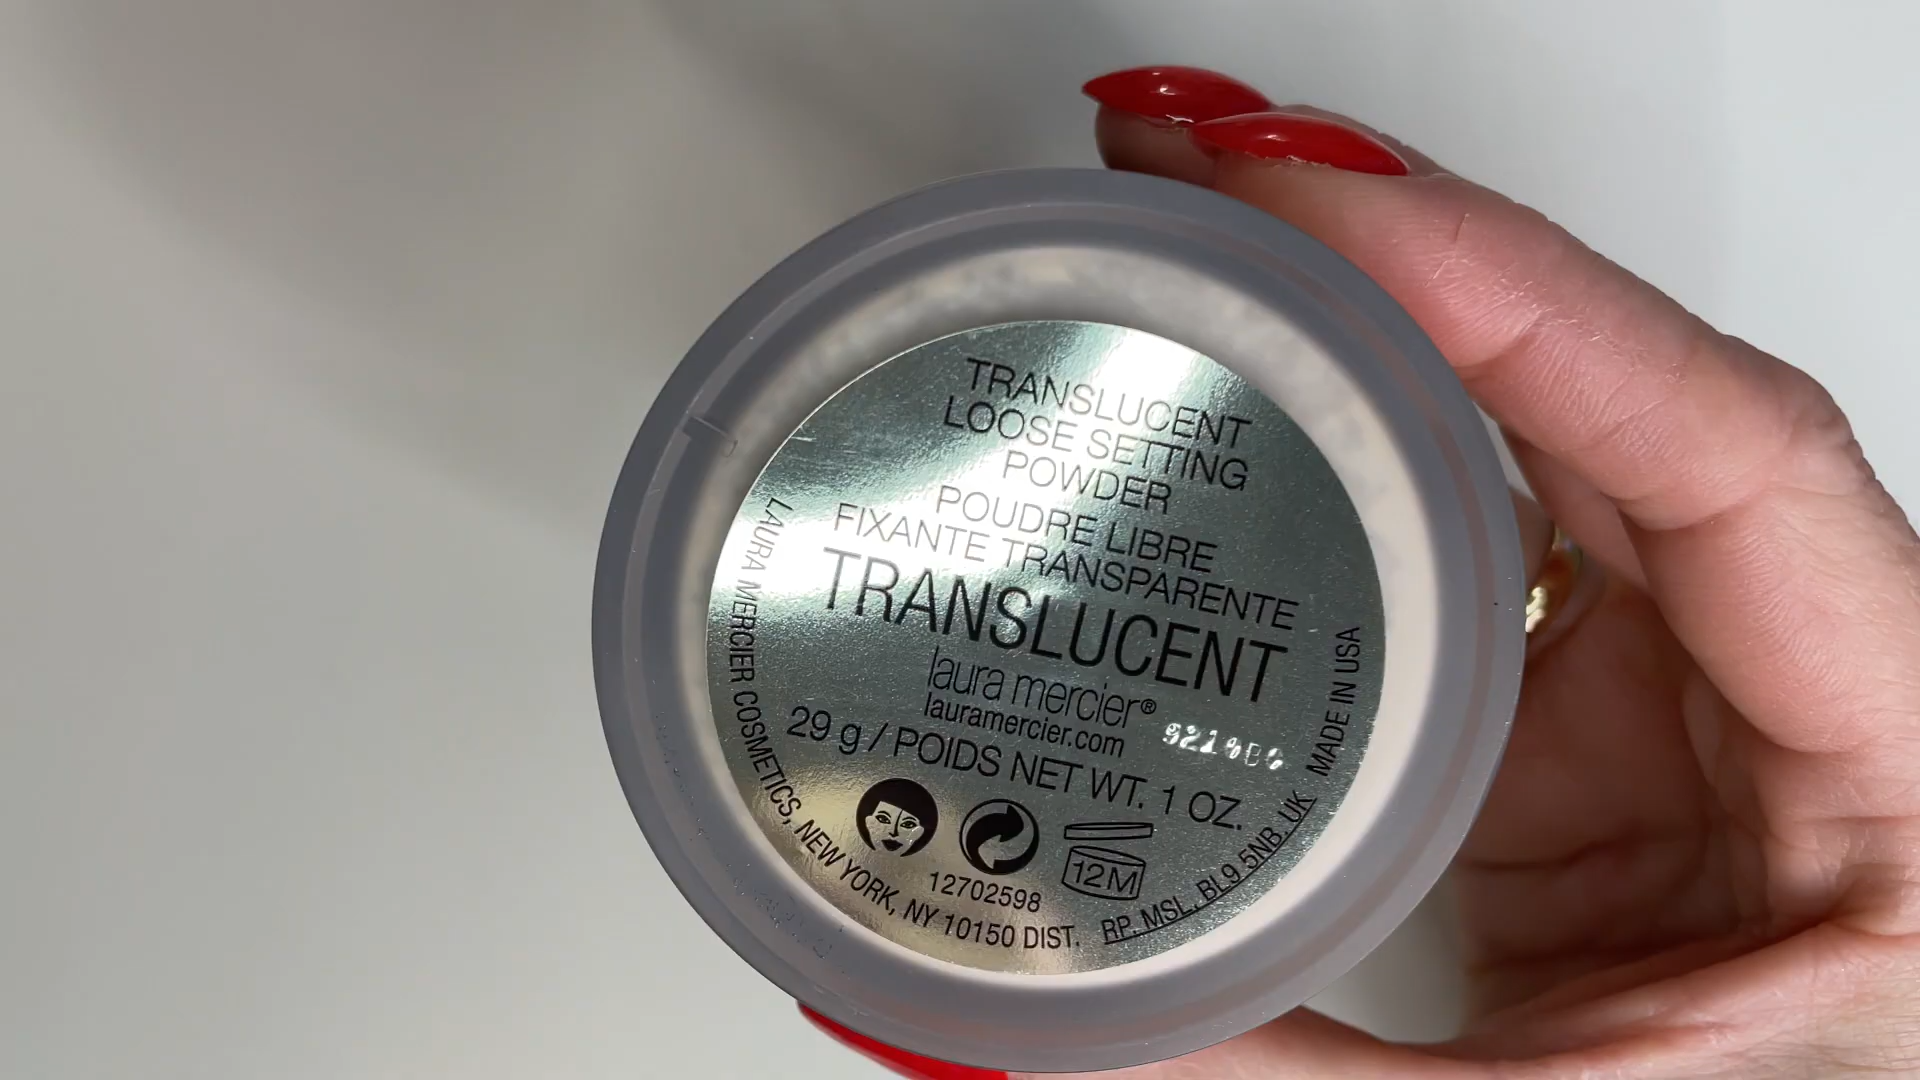 TRANSLUCENT
LOOSE SETTING
POWDER
POUDRE LIBRE
FIXANTE TRANSPARENTE
TRANSLUCENT
laura mercier®
lauramercier.com
29 g / POIDS NET WT. 1 OZ.
12M
12702598
LAURA MERCIER COSMETICS, NEW YORK, NY 10150 DIST.
RP. MSL. BL9 5NB. UK
MADE IN USA